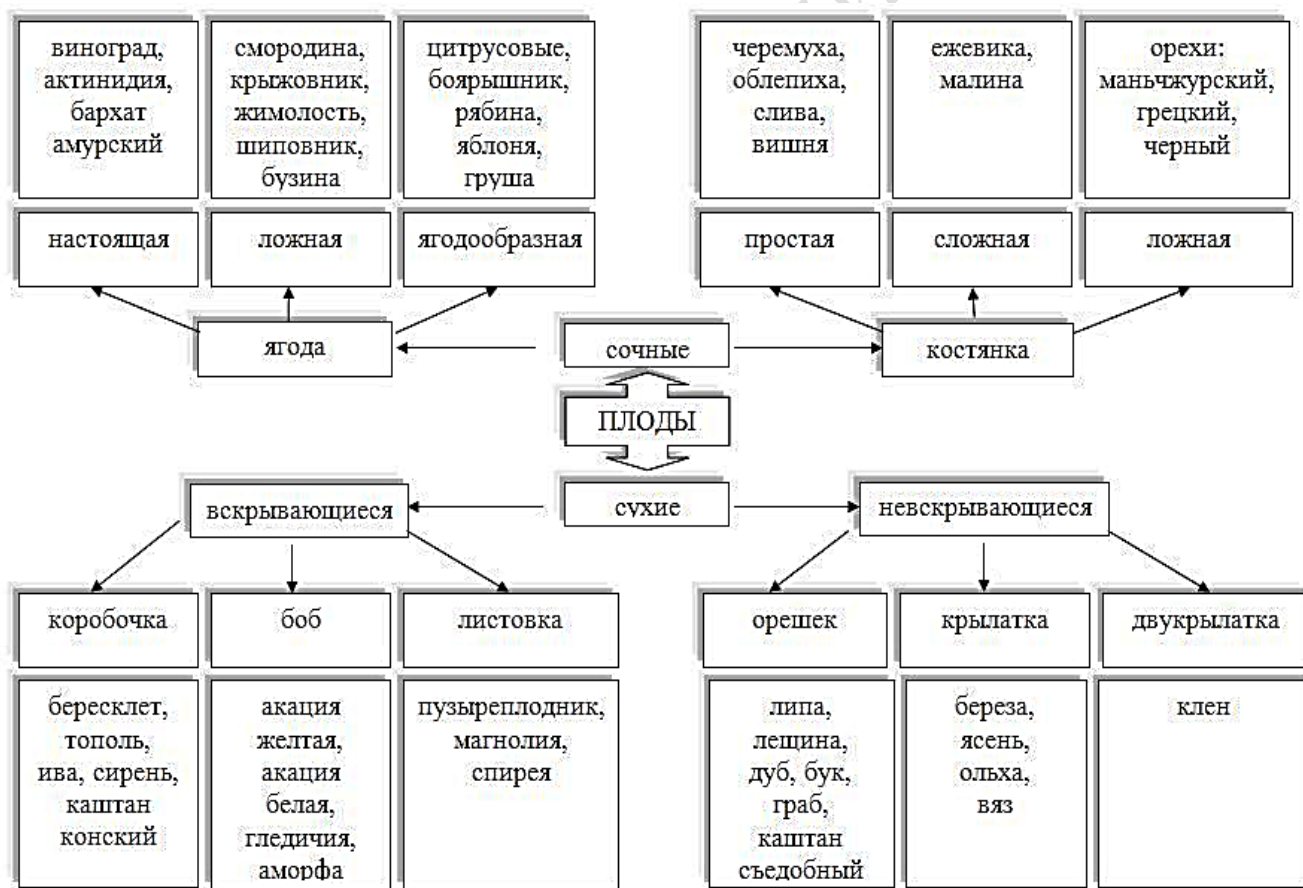 виноград,
актинидия,
бархат
амурский
смородина,
крыжовник,
жимолость,
шиповник,
бузина
цитрусовые,
боярышник,
рябина,
яблоня,
груша
черемуха,
облепиха,
слива,
вишня
ежевика,
малина
орехи:
маньчжурский,
грецкий,
черный
настоящая
ложная
ягодообразная
простая
сложная
ложная
ягода
сочные
костянка
ПЛОДЫ
вскрывающиеся
сухие
невскрывающиеся
коробочка
боб
листовка
орешек
крылатка
двукрылатка
бересклет,
тополь,
ива, сирень,
каштан
конский
акация
желтая,
акация
белая,
гледичия,
аморфа
пузыреплодник,
магнолия,
спирея
липа,
лещина,
дуб, бук,
граб,
каштан
съедобный
береза,
ясень,
ольха,
вяз
клен